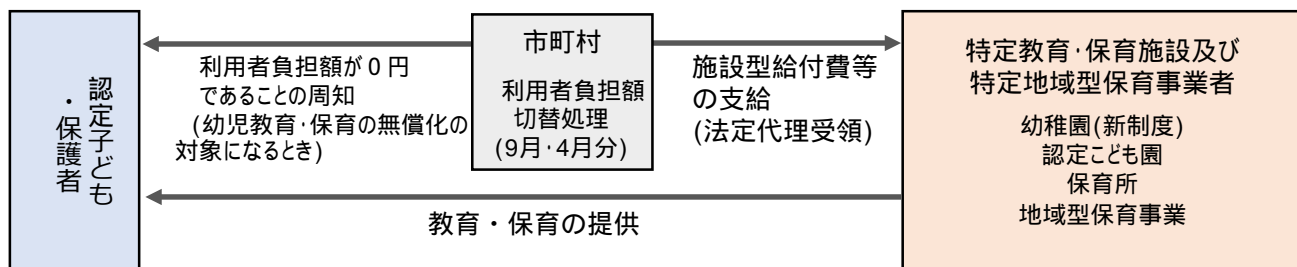 認定子ども
・保護者
利用者負担額が0円
であることの周知
(幼児教育･保育の無償化の
対象になるとき)
市町村
利用者負担額
切替処理
(9月･4月分)
施設型給付費等
の支給
(法定代理受領)
教育・保育の提供
特定教育･保育施設及び
特定地域型保育事業者
幼稚園(新制度)
認定こども園
保育所
地域型保育事業